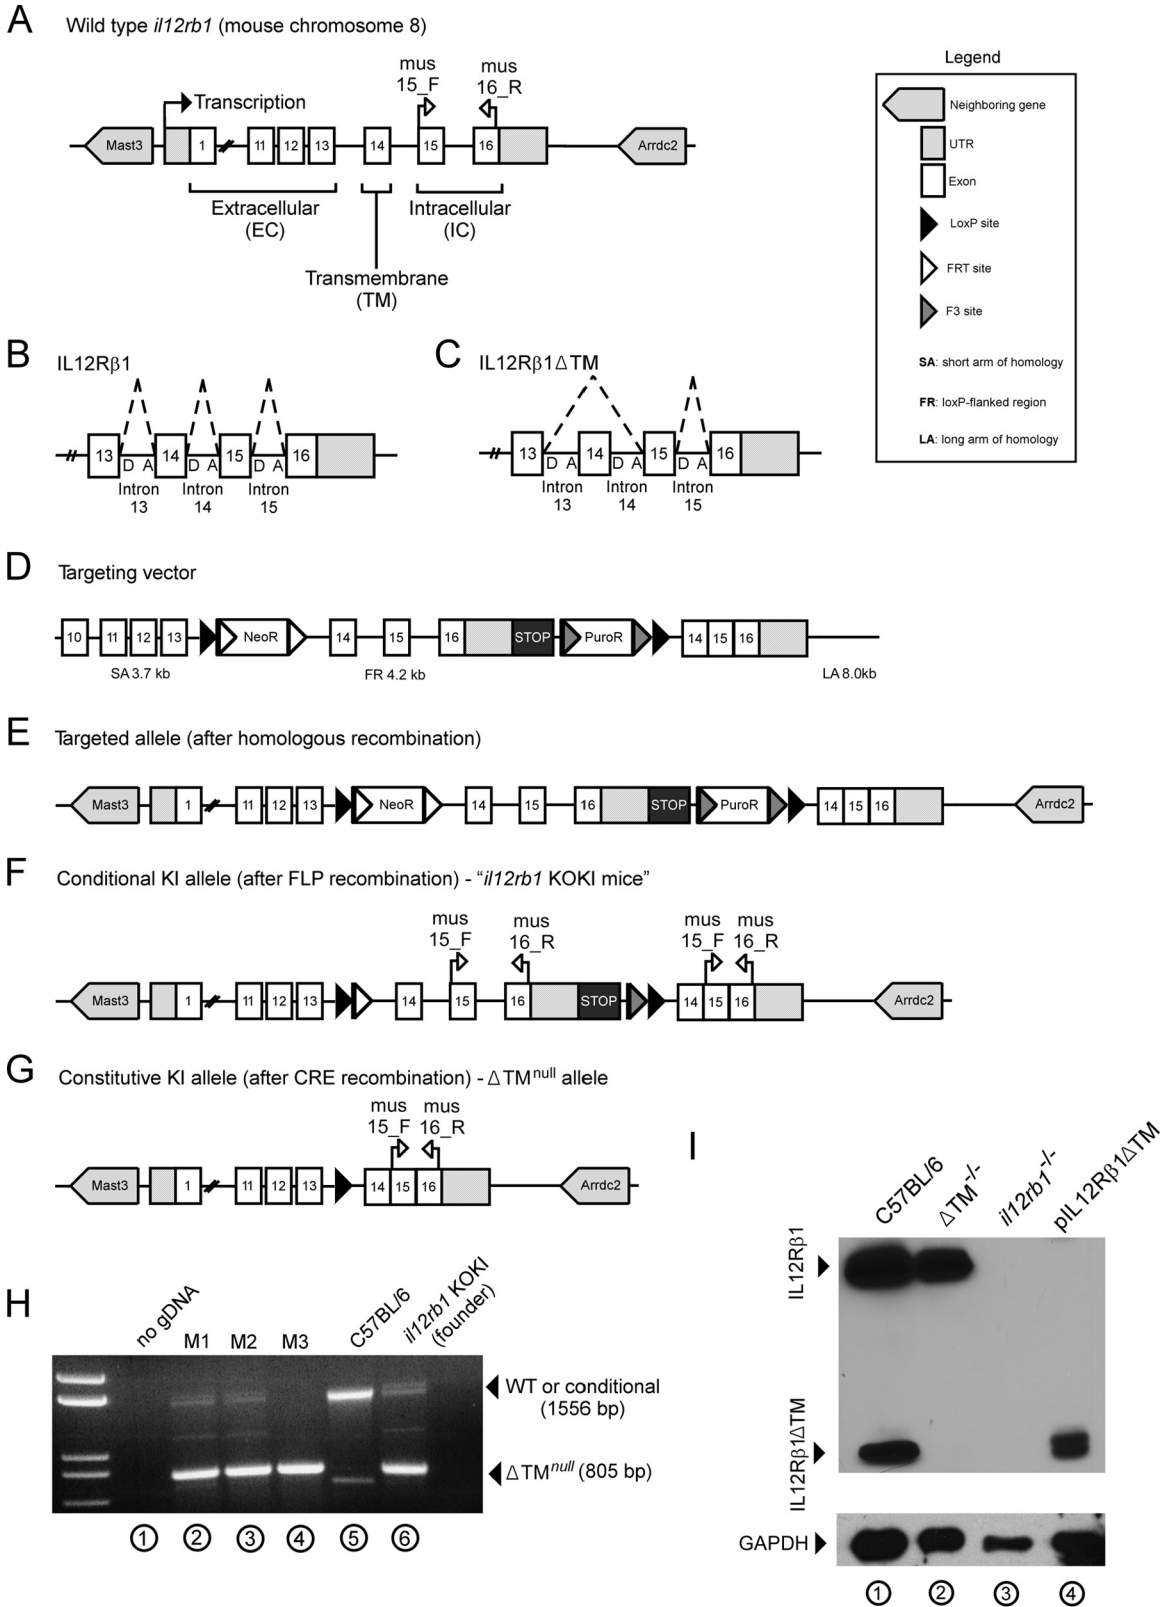 A
Wild type il12rb1 (mouse chromosome 8)
mus
15_F
mus
16_R
Transcription
Mast3
1
11
12
13
14
15
16
Arrdc2
Extracellular
(EC)
Intracellular
(IC)
Transmembrane
(TM)
Legend
Neighboring gene
UTR
Exon
LoxP site
FRT site
F3 site
SA: short arm of homology
FR: loxP-flanked region
LA: long arm of homology
B
IL12Rβ1
13
14
15
16
D A
D A
D A
Intron
13
Intron
14
Intron
15
C
IL12Rβ1ΔTM
13
14
15
16
D A
D A
D A
Intron
13
Intron
14
Intron
15
D
Targeting vector
10
11
12
13
NeoR
14
15
16
STOP
PuroR
14
15
16
SA 3.7 kb
FR 4.2 kb
LA 8.0kb
E
Targeted allele (after homologous recombination)
Mast3
1
11
12
13
NeoR
14
15
16
STOP
PuroR
14
15
16
Arrdc2
F
Conditional KI allele (after FLP recombination) - “il12rb1 KOKI mice”
mus
15_F
mus
16_R
mus
15_F
mus
16_R
Mast3
1
11
12
13
14
15
16
STOP
14
15
16
Arrdc2
G
Constitutive KI allele (after CRE recombination) - ΔTMnull allele
mus
15_F
mus
16_R
Mast3
1
11
12
13
14
15
16
Arrdc2
H
no gDNA
M1
M2
M3
C57BL/6
il12rb1 KOKI
(founder)
WT or conditional
(1556 bp)
ΔTMnull (805 bp)
1
2
3
4
5
6
I
C57BL/6
ΔTM-/-
il12rb1-/-
pIL12Rβ1ΔTM
IL12Rβ1
IL12Rβ1ΔTM
GAPDH
1
2
3
4